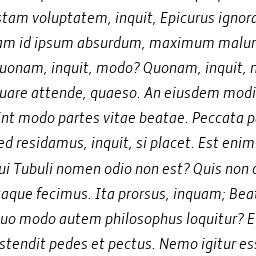 stam voluptatem, inquit, Epicurus ignora
am id ipsum absurdum, maximum malum
uonam, inquit, modo? Quonam, inquit, m
uare attende, quaeso. An eiusdem modi
int modo partes vitae beatae. Peccata p
ed residamus, inquit, si placet. Est enim
ui Tubuli nomen odio non est? Quis non o
taque fecimus. Ita prorsus, inquam; Beat
uo modo autem philosophus loquitur? E
stendit pedes et pectus. Nemo igitur ess